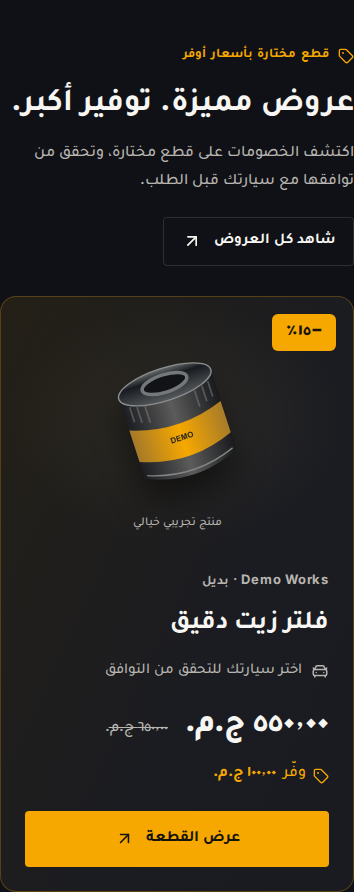 قطع مختارة بأسعار أوفر
عروض مميزة. توفير أكبر.
اكتشف الخصومات على قطع مختارة، وتحقق من
توافقها مع سيارتك قبل الطلب.
شاهد كل العروض
−١٥٪
DEMO
منتج تجريبي خيالي
Demo Works · بديل
فلتر زيت دقيق
اختر سيارتك للتحقق من التوافق
٥٥٠٫٠٠ ج.م. ٦٥٠٫٠٠ ج.م.
وفّر ١٠٠٫٠٠ ج.م.
عرض القطعة